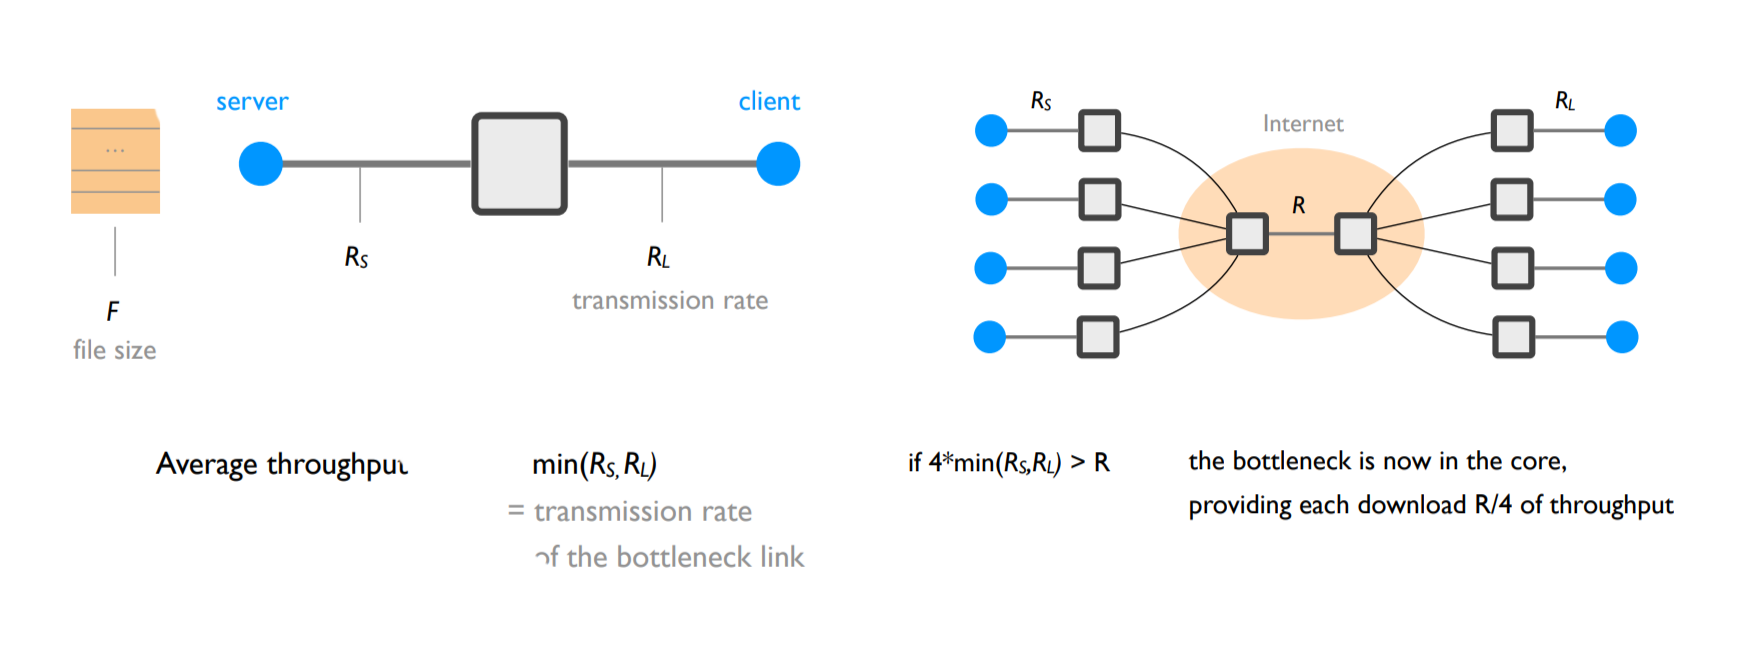 server
client
...
R_S
R_L
transmission rate
F
file size
Average throughput
min(R_S, R_L)
= transmission rate
of the bottleneck link
R_S
R_L
Internet
R
if 4*min(R_S,R_L) > R
the bottleneck is now in the core,
providing each download R/4 of throughput